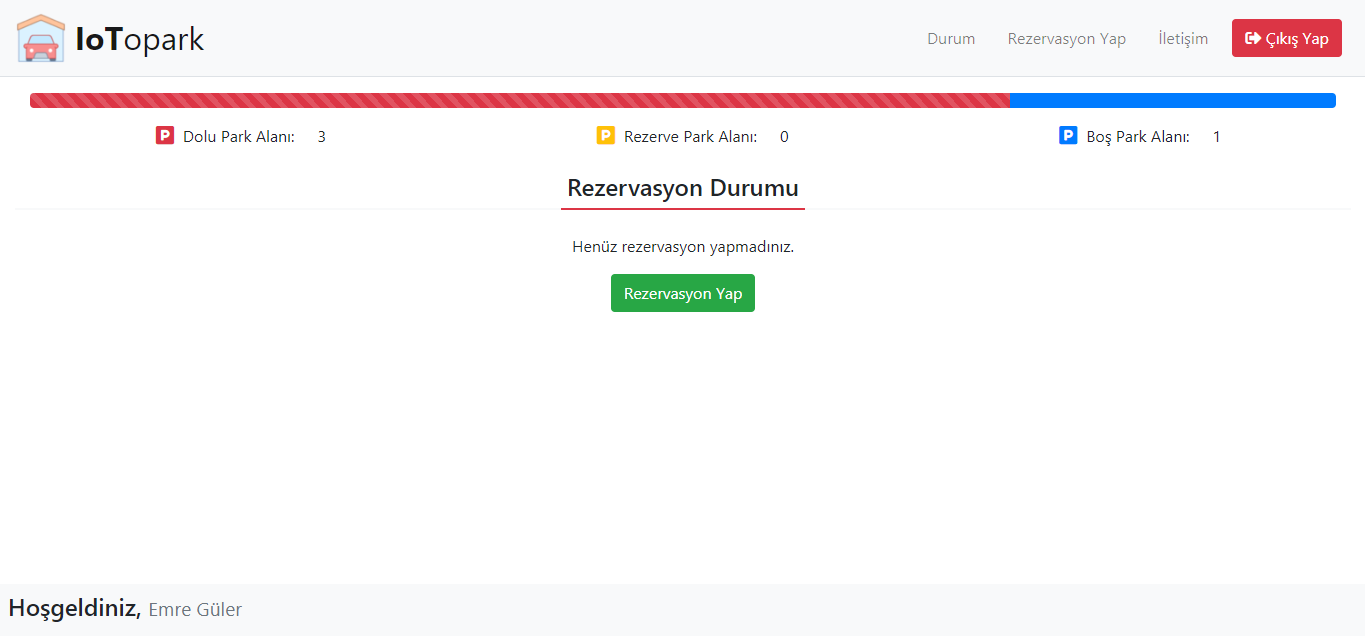 IoTopark
Durum Rezervasyon Yap İletişim Çıkış Yap
P Dolu Park Alanı: 3 P Rezerve Park Alanı: 0 P Boş Park Alanı: 1
Rezervasyon Durumu
Henüz rezervasyon yapmadınız.
Rezervasyon Yap
Hoşgeldiniz, Emre Güler